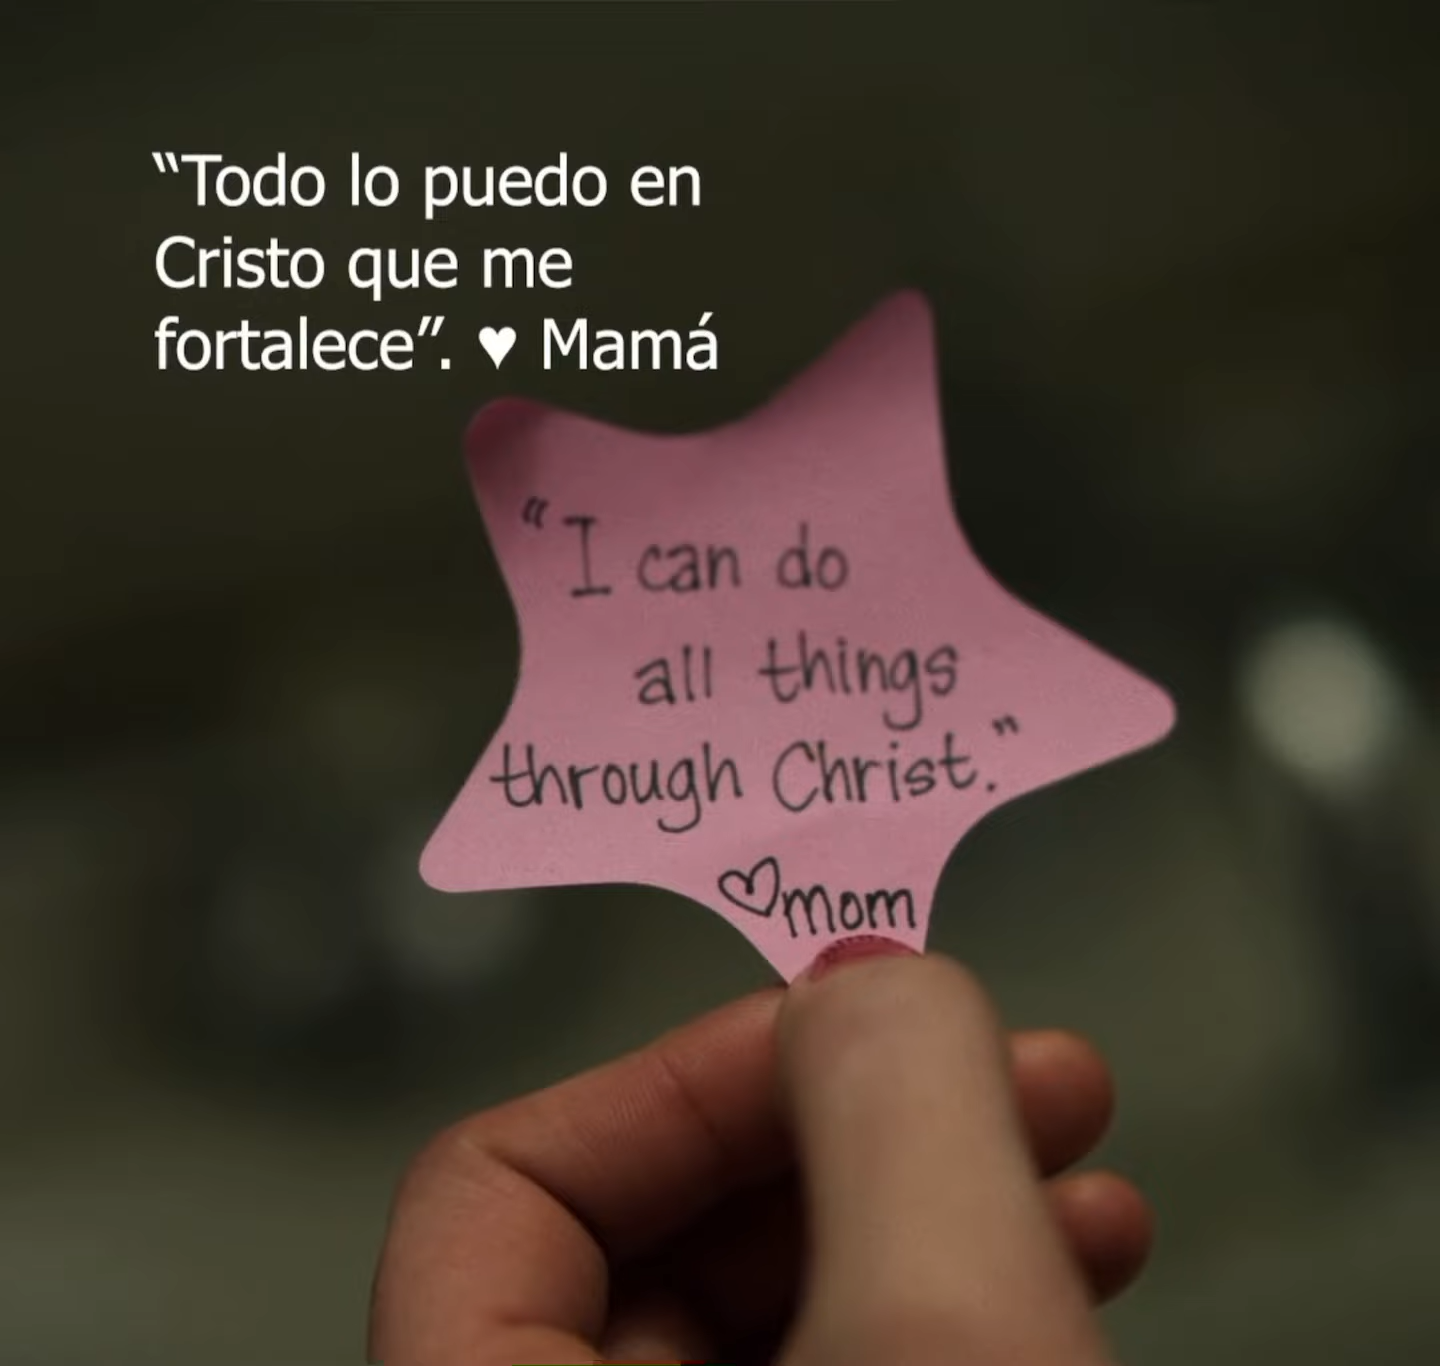 “Todo lo puedo en
Cristo que me
fortalece”. ♥ Mamá
“I can do
all things
through Christ.”
♡mom